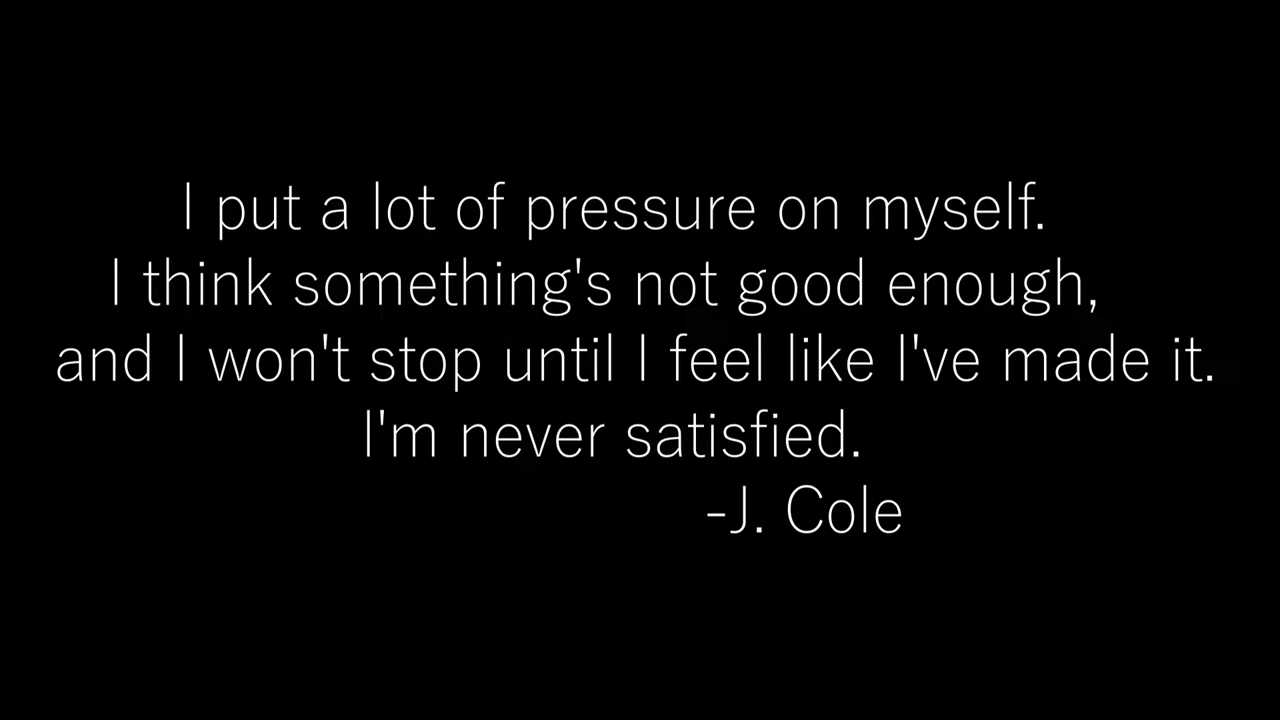 I put a lot of pressure on myself.
I think something's not good enough,
and I won't stop until I feel like I've made it.
I'm never satisfied.
-J. Cole